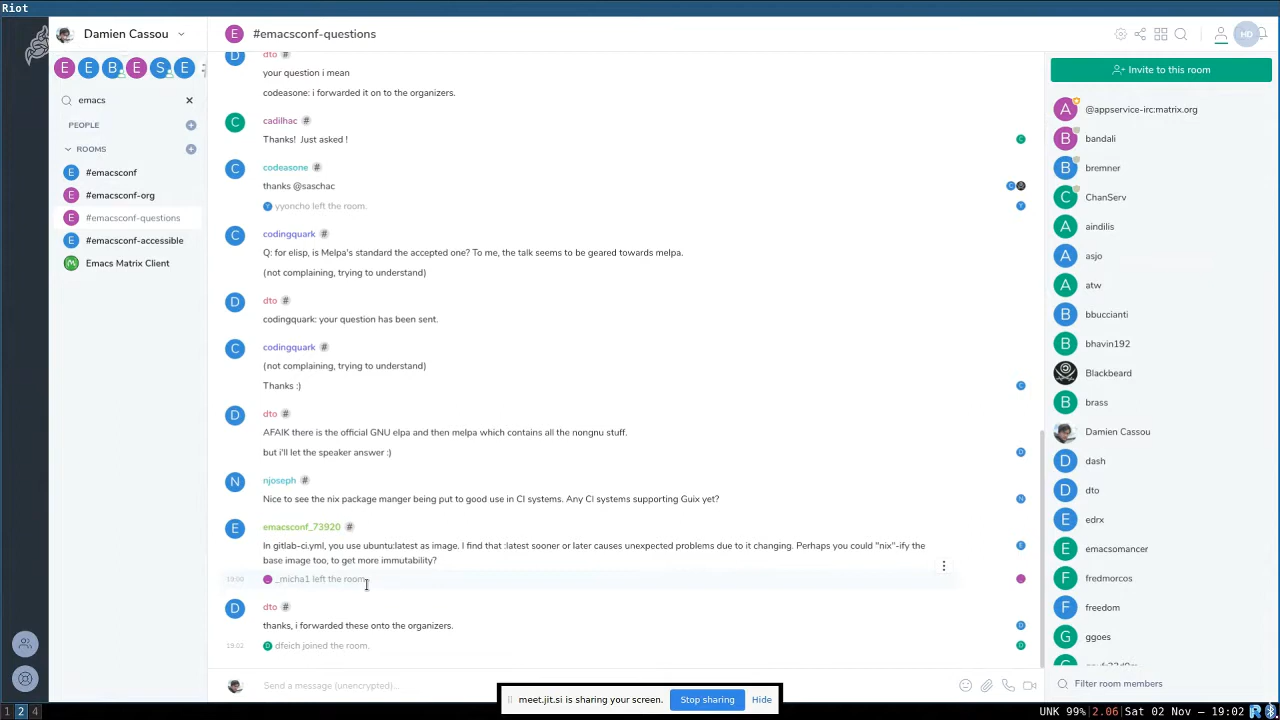 Riot
Damien Cassou
E E B E S E
emacs
PEOPLE
ROOMS
E #emacsconf
E #emacsconf-org
E #emacsconf-questions
E #emacsconf-accessible
Emacs Matrix Client
E #emacsconf-questions
HD
D dto #
your question i mean
codeasone: i forwarded it on to the organizers.
C cadilhac #
Thanks! Just asked !
C
C codeasone #
thanks @saschac
C
yyoncho left the room.
C codingquark #
Q: for elisp, is Melpa's standard the accepted one? To me, the talk seems to be geared towards melpa.
(not complaining, trying to understand)
D dto #
codingquark: your question has been sent.
C codingquark #
(not complaining, trying to understand)
Thanks :)
C
D dto #
AFAIK there is the official GNU elpa and then melpa which contains all the nongnu stuff.
but i'll let the speaker answer :)
D
N njoseph #
Nice to see the nix package manger being put to good use in CI systems. Any CI systems supporting Guix yet?
N
E emacsconf_73920 #
In gitlab-ci.yml, you use ubuntu:latest as image. I find that :latest sooner or later causes unexpected problems due to it changing. Perhaps you could "nix"-ify the
base image too, to get more immutability?
E
19:00 _micha1 left the room.
D dto #
thanks, i forwarded these onto the organizers.
D
19:02 dfeich joined the room.
D
Send a message (unencrypted)...
Invite to this room
A @appservice-irc:matrix.org
B bandali
B bremner
C ChanServ
A aindilis
A asjo
A atw
B bbuccianti
B bhavin192
Blackbeard
B brass
Damien Cassou
D dash
D dto
E edrx
E emacsomancer
F fredmorcos
F freedom
G ggoes
Filter room members
meet.jit.si is sharing your screen. Stop sharing Hide
1 2 4
UNK 99%|2.06|Sat 02 Nov — 19:02